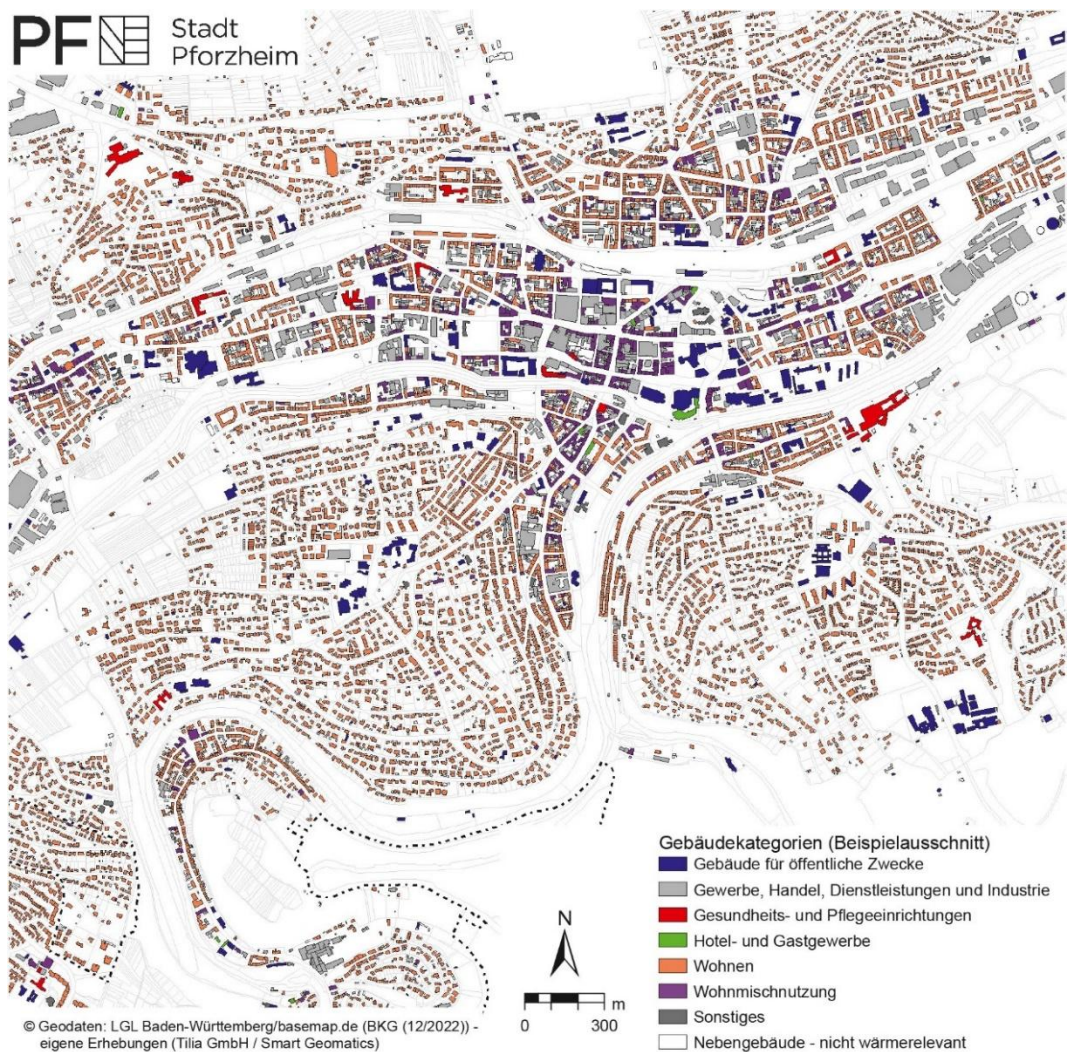 PF Stadt
Pforzheim
Gebäudekategorien (Beispielausschnitt)
Gebäude für öffentliche Zwecke
Gewerbe, Handel, Dienstleistungen und Industrie
Gesundheits- und Pflegeeinrichtungen
Hotel- und Gastgewerbe
Wohnen
Wohnmischnutzung
Sonstiges
Nebengebäude - nicht wärmerelevant
N
m
0 300
© Geodaten: LGL Baden-Württemberg/basemap.de (BKG (12/2022)) -
eigene Erhebungen (Tilia GmbH / Smart Geomatics)